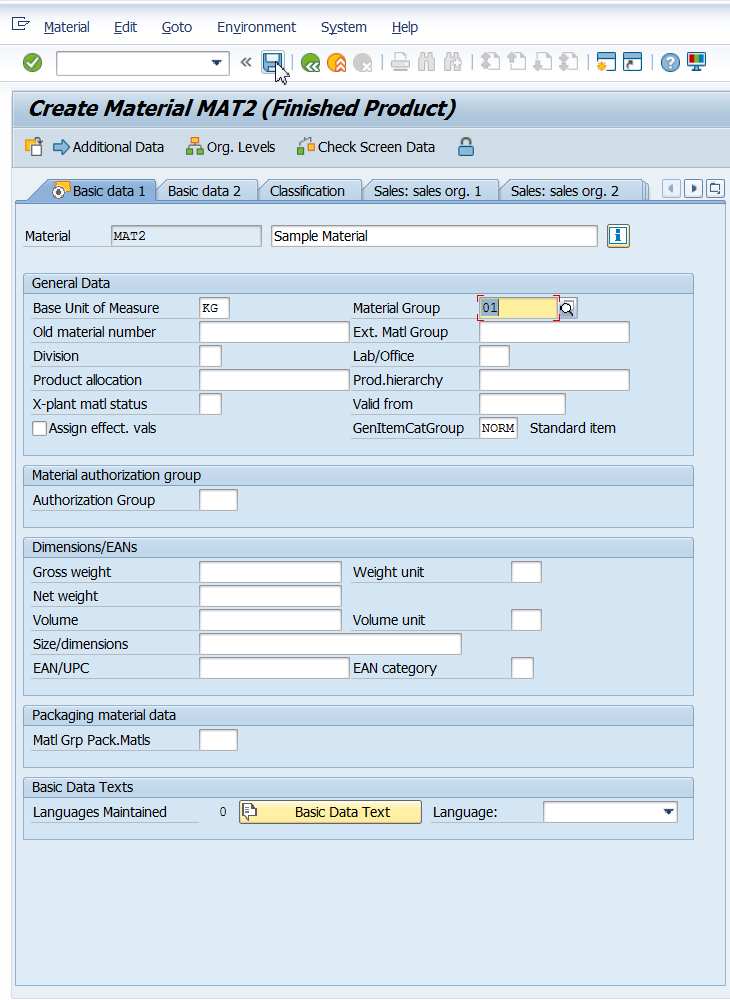 Material Edit Goto Environment System Help
Create Material MAT2 (Finished Product)
Additional Data Org. Levels Check Screen Data
Basic data 1 Basic data 2 Classification Sales: sales org. 1 Sales: sales org. 2
Material MAT2 Sample Material
General Data
Base Unit of Measure KG Material Group 01
Old material number Ext. Matl Group
Division Lab/Office
Product allocation Prod.hierarchy
X-plant matl status Valid from
Assign effect. vals GenItemCatGroup NORM Standard item
Material authorization group
Authorization Group
Dimensions/EANs
Gross weight Weight unit
Net weight
Volume Volume unit
Size/dimensions
EAN/UPC EAN category
Packaging material data
Matl Grp Pack.Matls
Basic Data Texts
Languages Maintained 0 Basic Data Text Language: